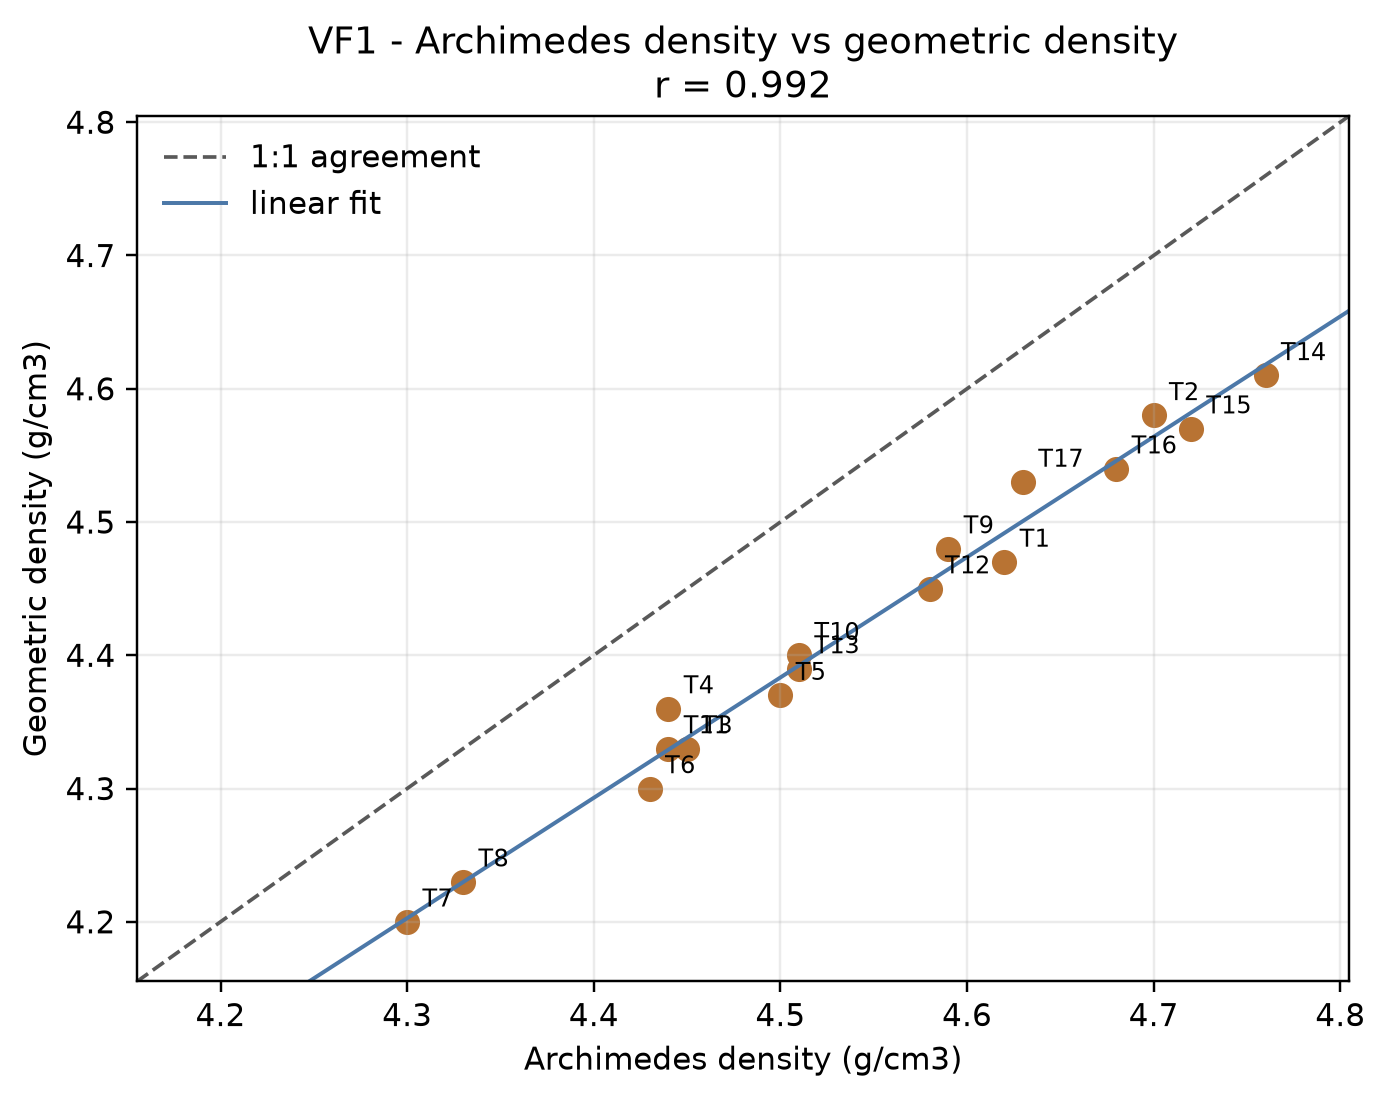 VF1 - Archimedes density vs geometric density
r = 0.992
1:1 agreement
linear fit
4.8
4.7
4.6
4.5
4.4
4.3
4.2
Geometric density (g/cm3)
T14
T2
T15
T16
T17
T9
T1
T12
T10
T13
T5
T4
T11
T3
T6
T8
T7
4.2
4.3
4.4
4.5
4.6
4.7
4.8
Archimedes density (g/cm3)